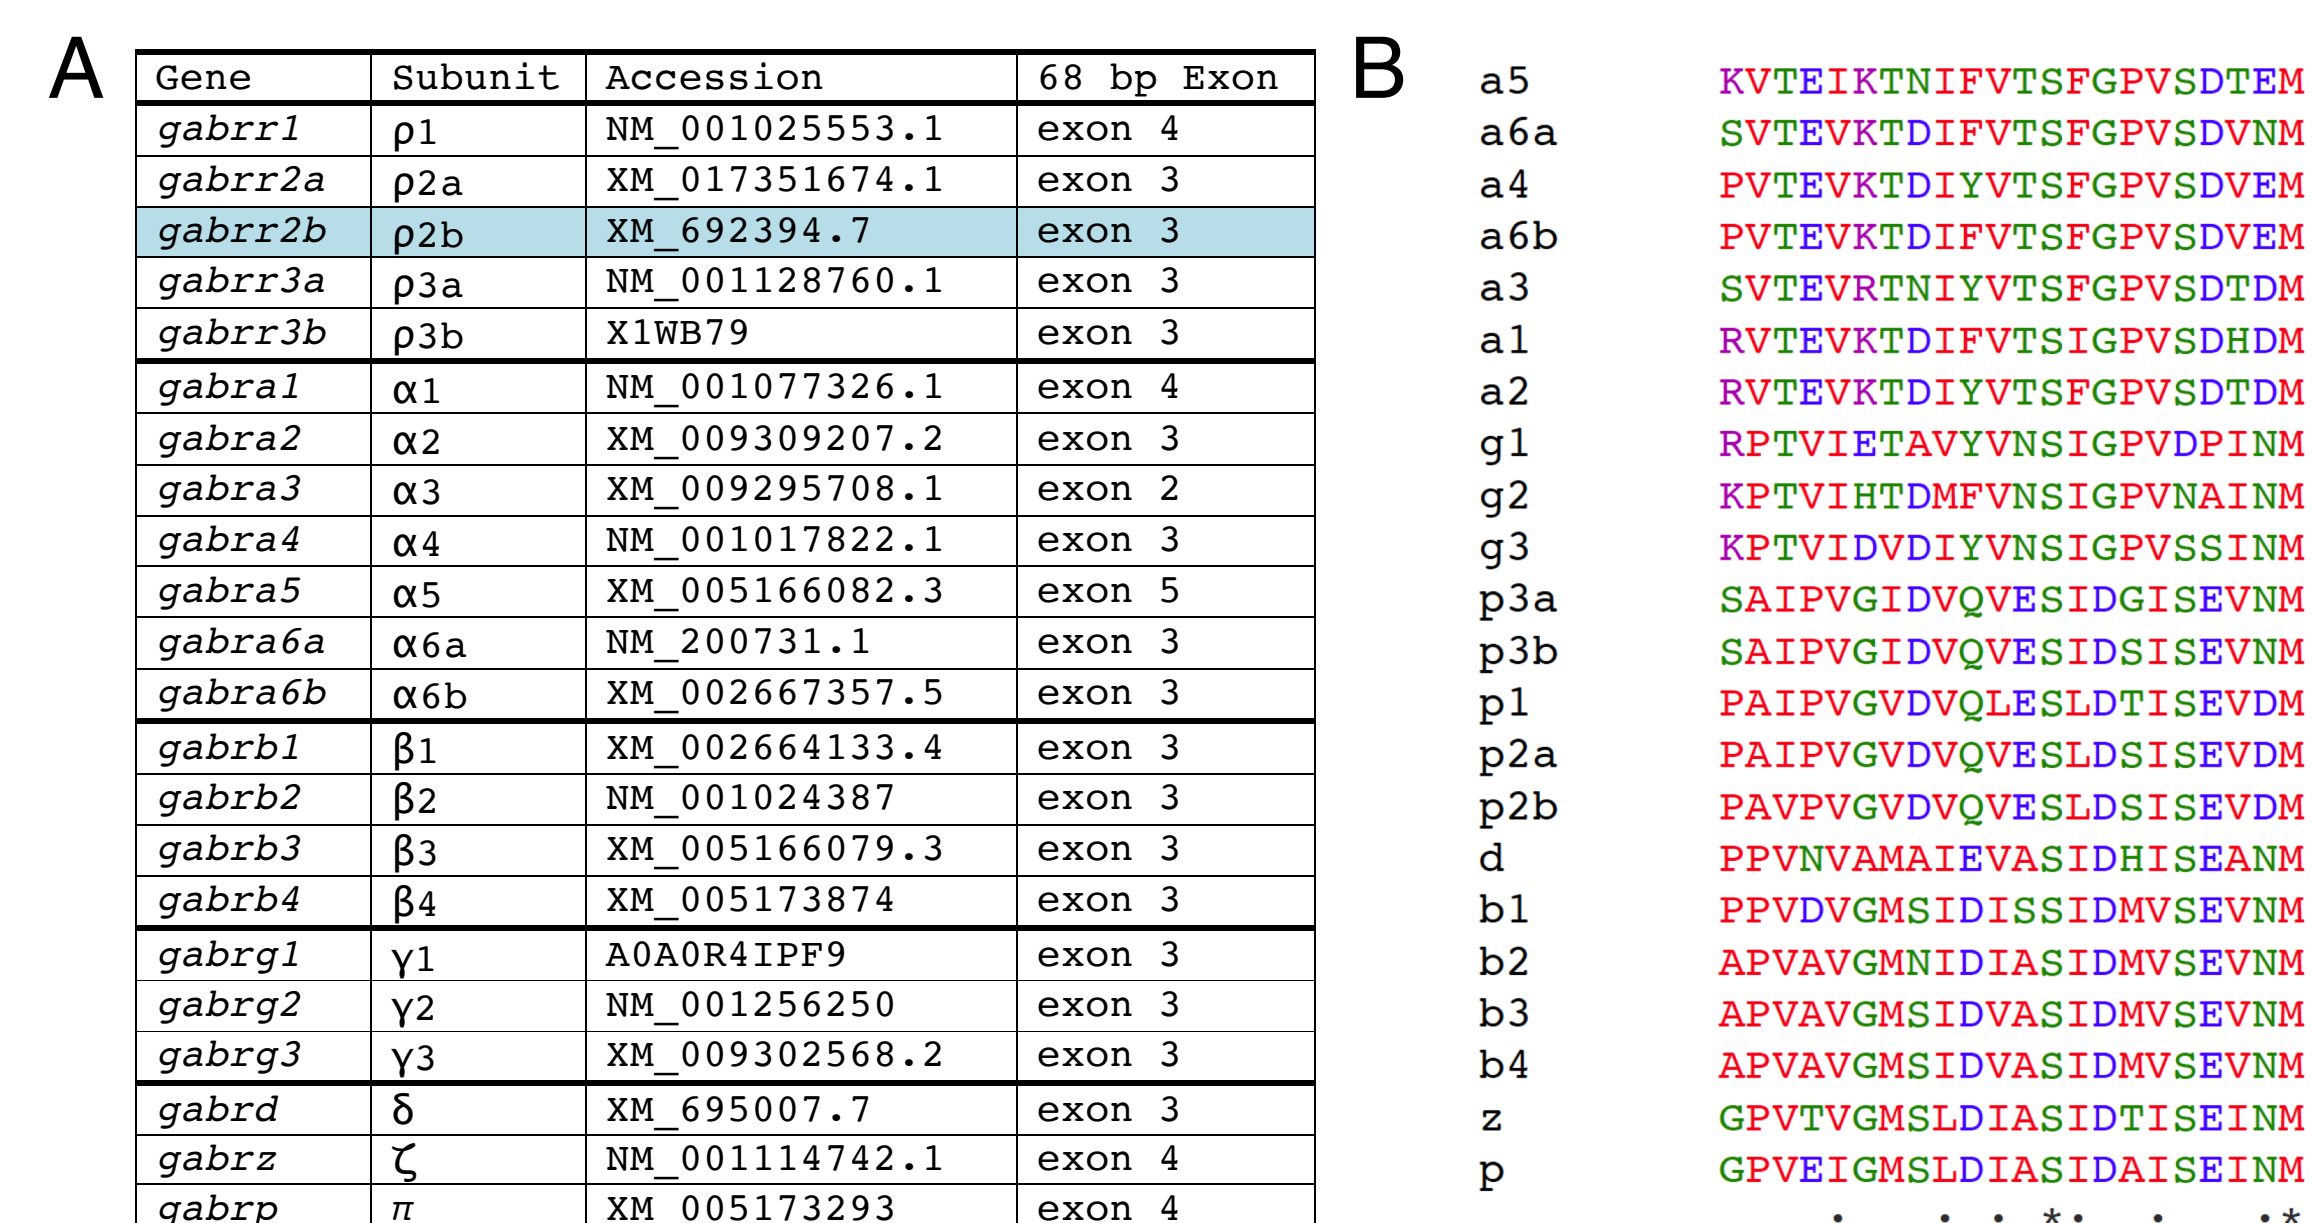 A
Gene Subunit Accession 68 bp Exon
gabrr1 ρ1 NM_001025553.1 exon 4
gabrr2a ρ2a XM_017351674.1 exon 3
gabrr2b ρ2b XM_692394.7 exon 3
gabrr3a ρ3a NM_001128760.1 exon 3
gabrr3b ρ3b X1WB79 exon 3
gabra1 α1 NM_001077326.1 exon 4
gabra2 α2 XM_009309207.2 exon 3
gabra3 α3 XM_009295708.1 exon 2
gabra4 α4 NM_001017822.1 exon 3
gabra5 α5 XM_005166082.3 exon 5
gabra6a α6a NM_200731.1 exon 3
gabra6b α6b XM_002667357.5 exon 3
gabrb1 β1 XM_002664133.4 exon 3
gabrb2 β2 NM_001024387 exon 3
gabrb3 β3 XM_005166079.3 exon 3
gabrb4 β4 XM_005173874 exon 3
gabrg1 γ1 A0A0R4IPF9 exon 3
gabrg2 γ2 NM_001256250 exon 3
gabrg3 γ3 XM_009302568.2 exon 3
gabrd δ XM_695007.7 exon 3
gabrz ζ NM_001114742.1 exon 4
gabrp π XM_005173293 exon 4
B
a5 KVTEIKTNIFVTSFGPVSDTEM
a6a SVTEVKTDIFVTSFGPVSDVNM
a4 PVTEVKTDIYVTSFGPVSDVEM
a6b PVTEVKTDIFVTSFGPVSDVEM
a3 SVTEVRTNIYVTSFGPVSDTDM
a1 RVTEVKTDIFVTSIGPVSDHDM
a2 RVTEVKTDIYVTSFGPVSDTDM
g1 RPTVIETAVYVNSIGPVDPINM
g2 KPTVIHTDMFVNSIGPVNAINM
g3 KPTVIDVDIYVNSIGPVSSINM
p3a SAIPVGIDVQVESIDGISEVNM
p3b SAIPVGIDVQVESIDSISEVNM
p1 PAIPVGVDVQLESLDTISEVDM
p2a PAIPVGVDVQVESLDSISEVDM
p2b PAVPVGVDVQVESLDSISEVDM
d PPVNVAMAIEVASIDHISEANM
b1 PPVDVGMSIDISSIDMVSEVNM
b2 APVAVGMNIDIASIDMVSEVNM
b3 APVAVGMSIDVASIDMVSEVNM
b4 APVAVGMSIDVASIDMVSEVNM
z GPVTVGMSLDIASIDTISEINM
p GPVEIGMSLDIASIDAISEINM
. . . *. . .*